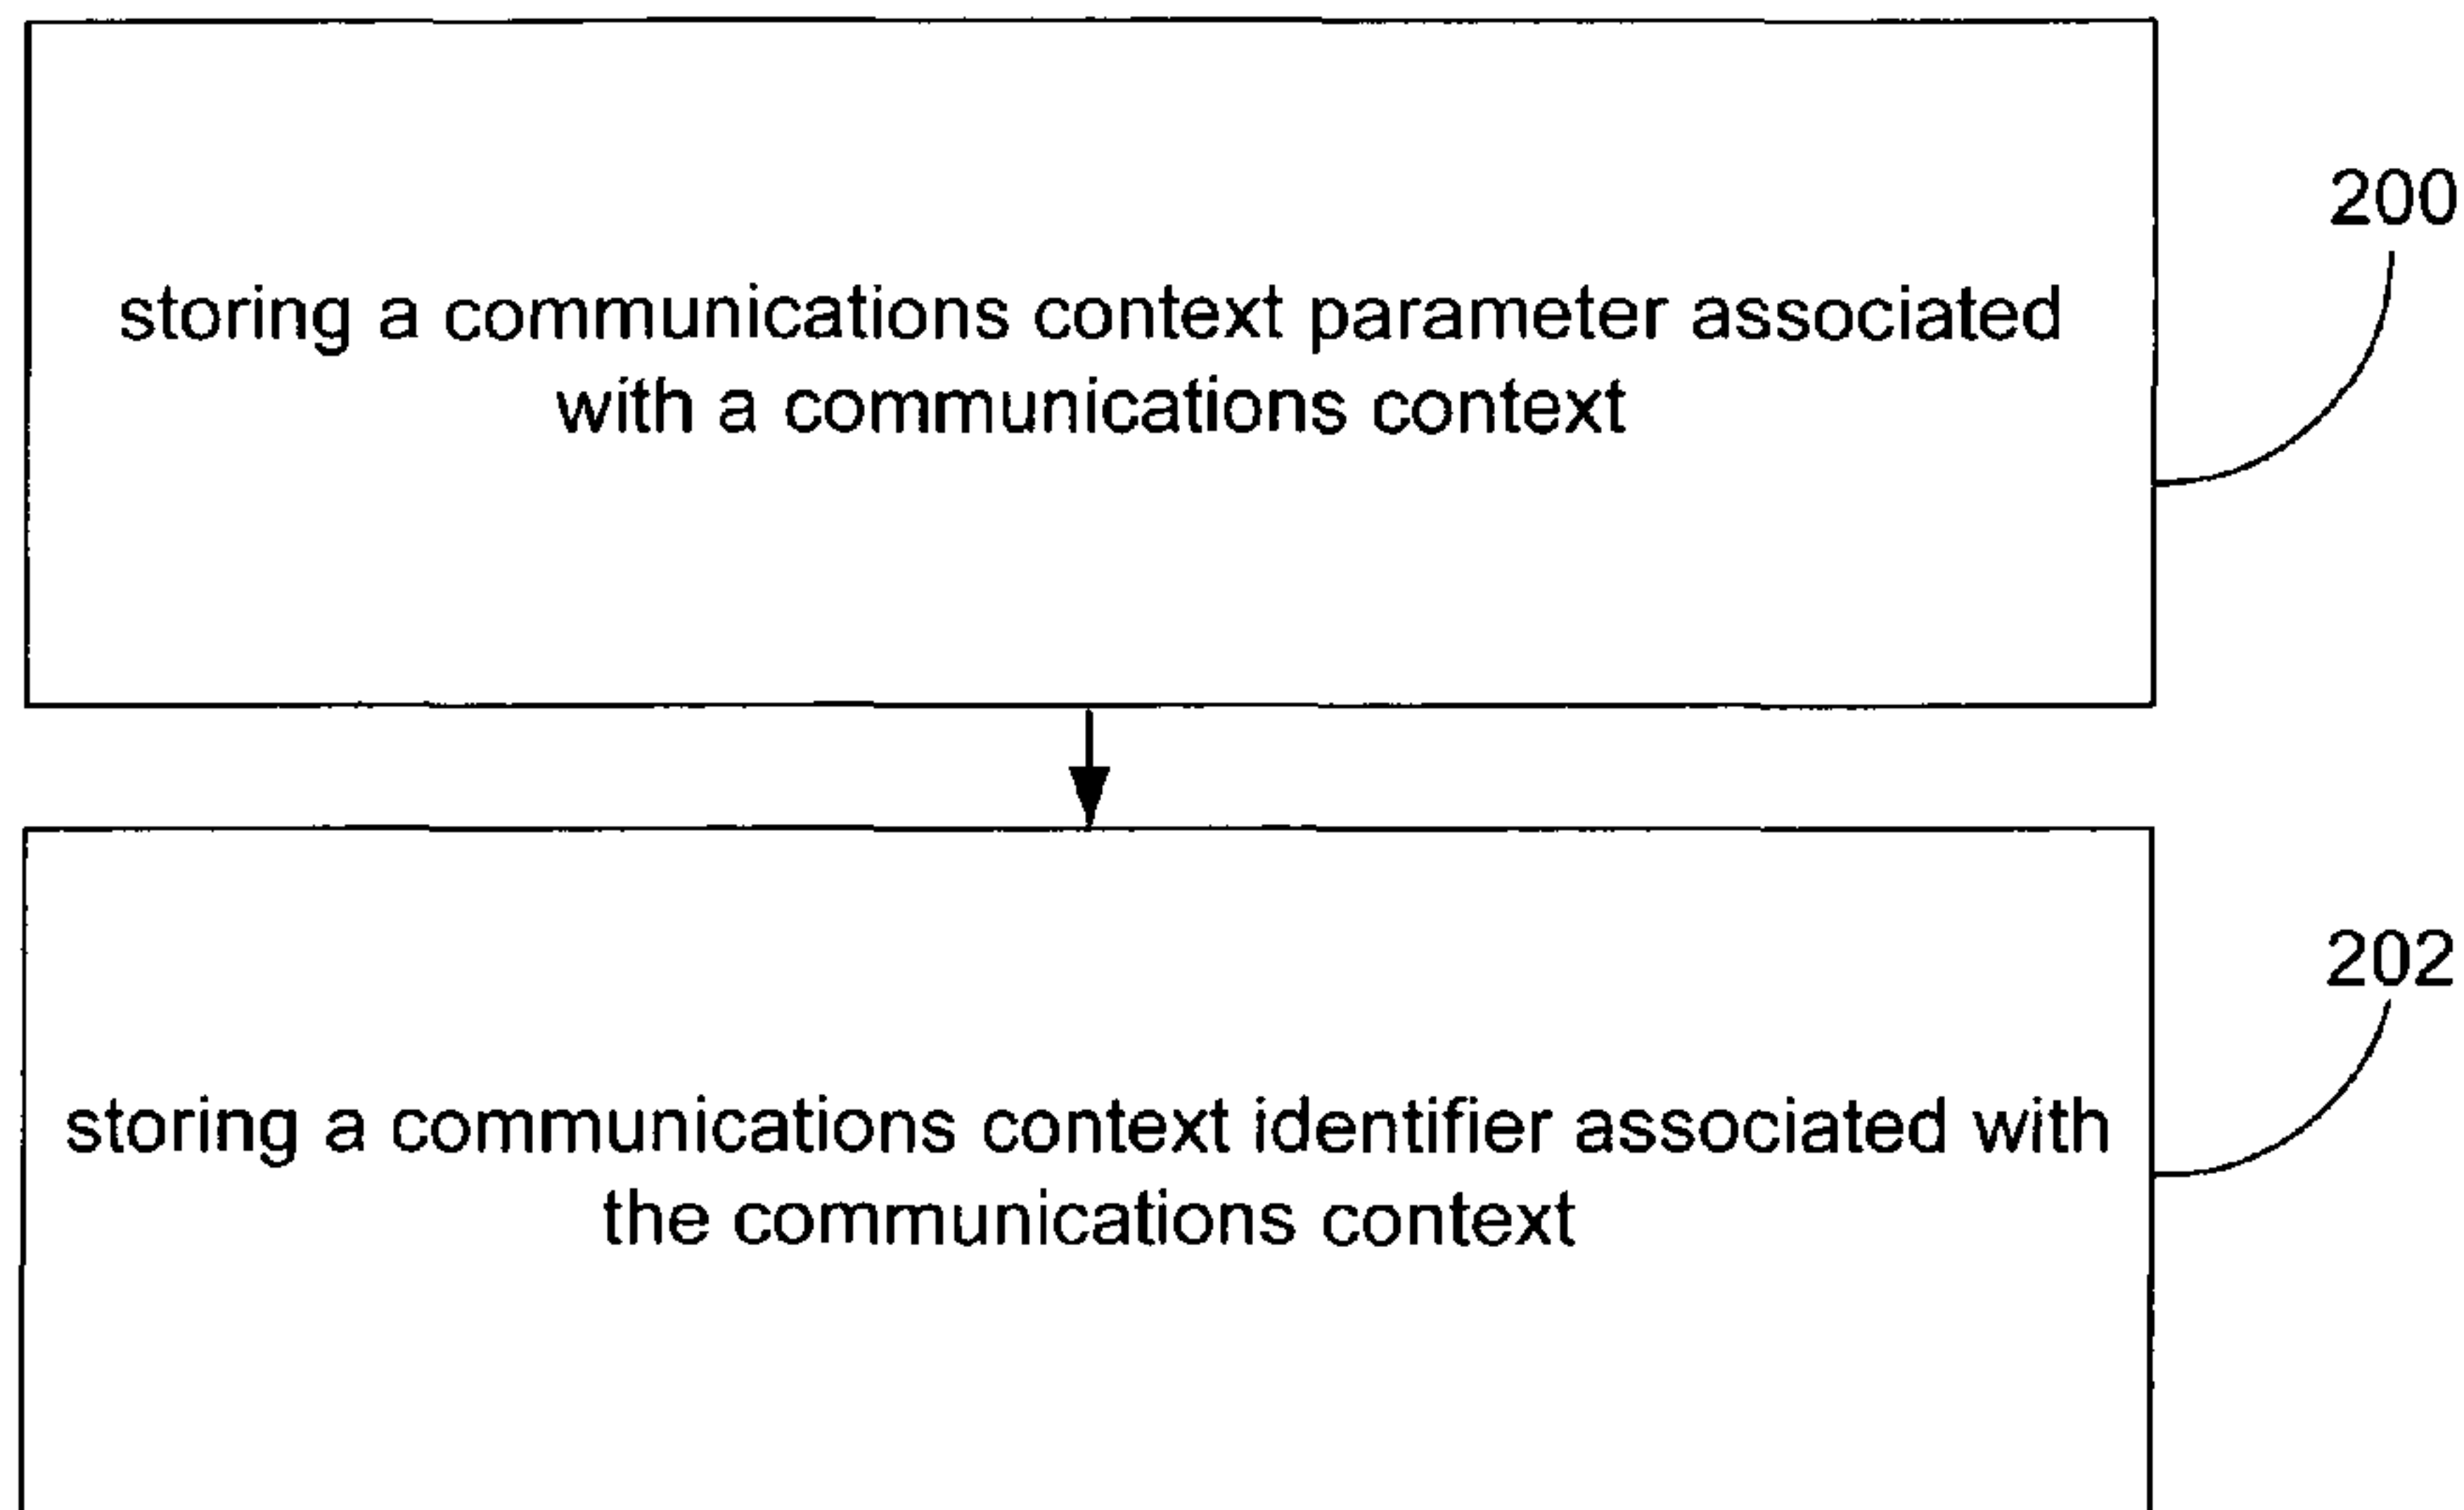 storing a communications context parameter associated
with a communications context
200
storing a communications context identifier associated with
the communications context
202